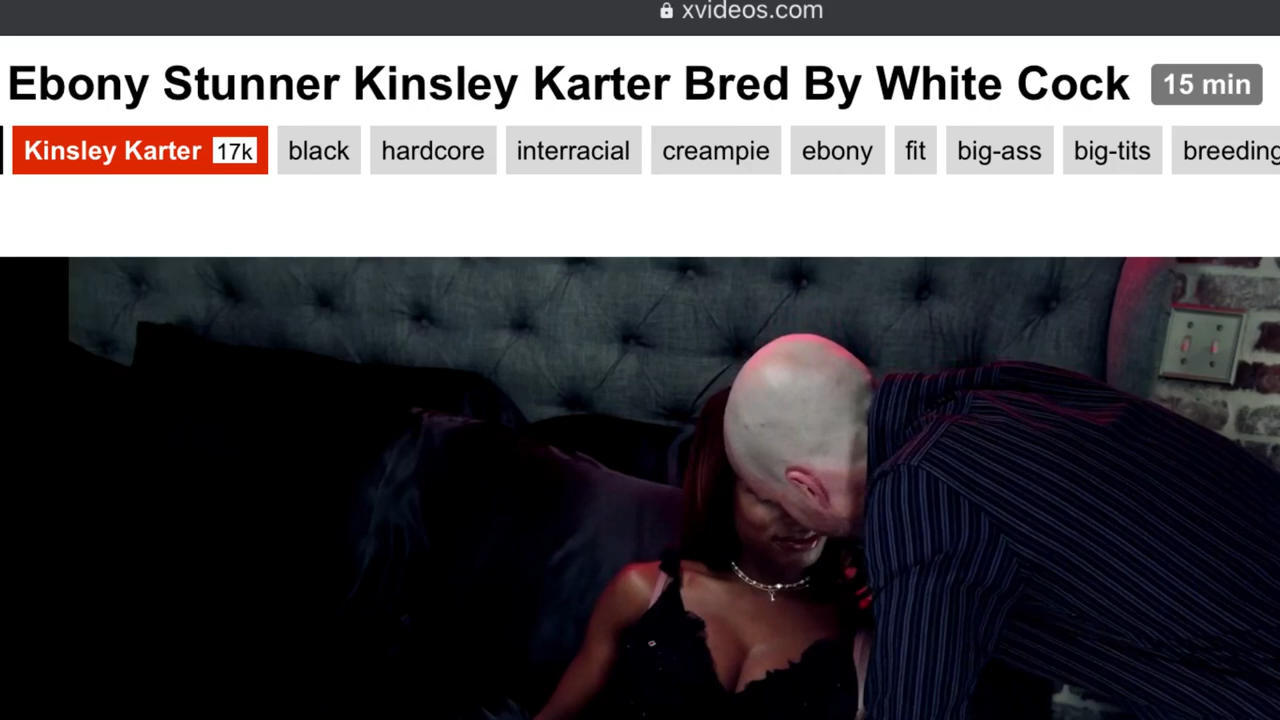 xvideos.com
Ebony Stunner Kinsley Karter Bred By White Cock 15 min
Kinsley Karter 17k black hardcore interracial creampie ebony fit big-ass big-tits breeding